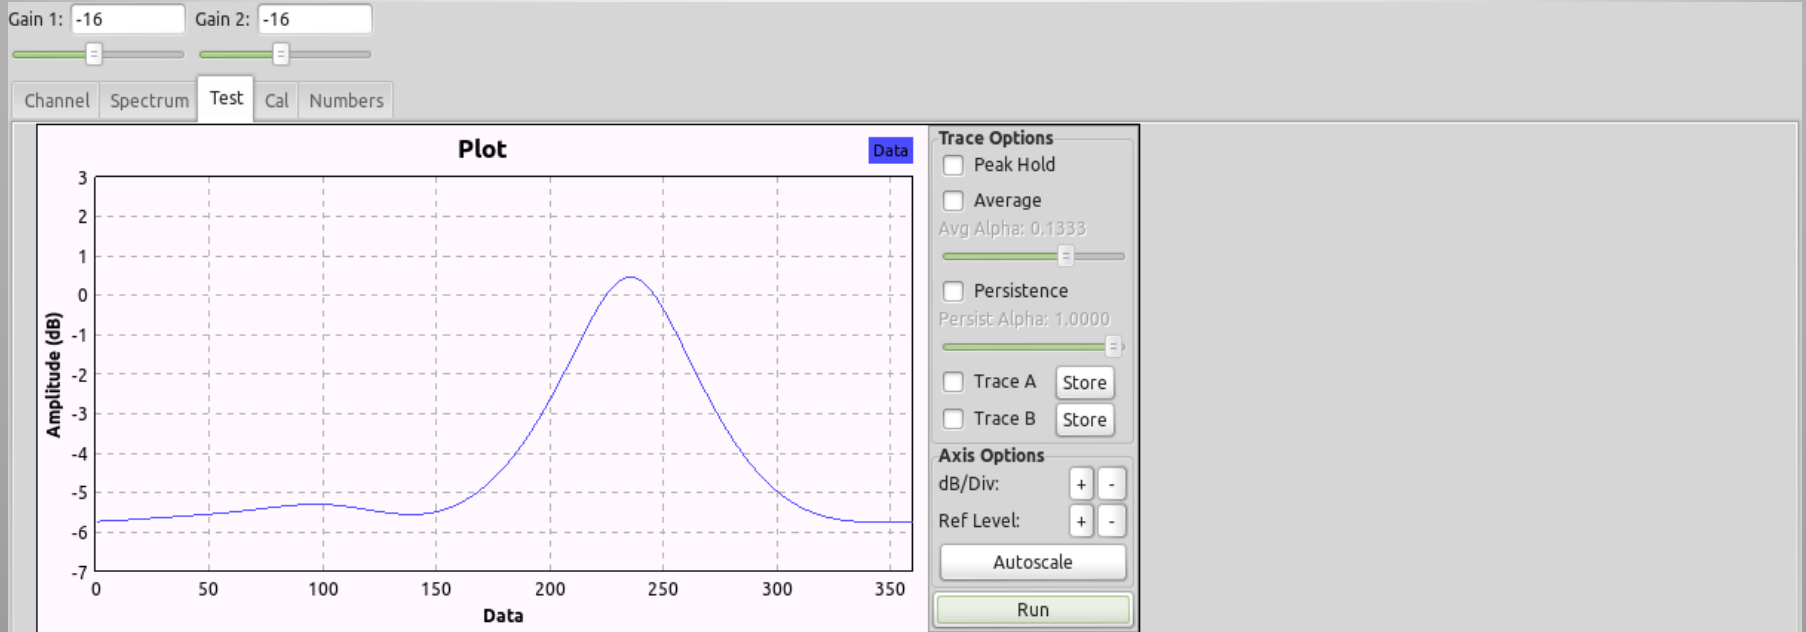 Gain 1: -16 Gain 2: -16
Channel Spectrum Test Cal Numbers
Plot
Data
3
2
1
0
-1
-2
-3
-4
-5
-6
-7
Amplitude (dB)
0 50 100 150 200 250 300 350
Data
Trace Options
Peak Hold
Average
Avg Alpha: 0.1333
Persistence
Persist Alpha: 1.0000
Trace A Store
Trace B Store
Axis Options
dB/Div: + -
Ref Level: + -
Autoscale
Run